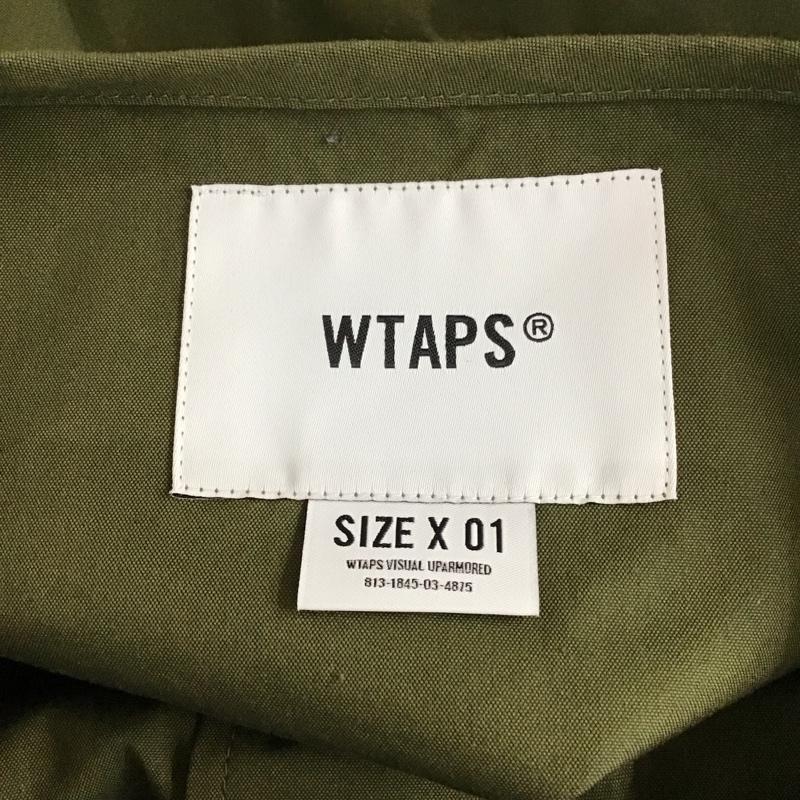 WTAPS®
SIZE X 01
WTAPS VISUAL UPARMORED
813-1845-03-4875